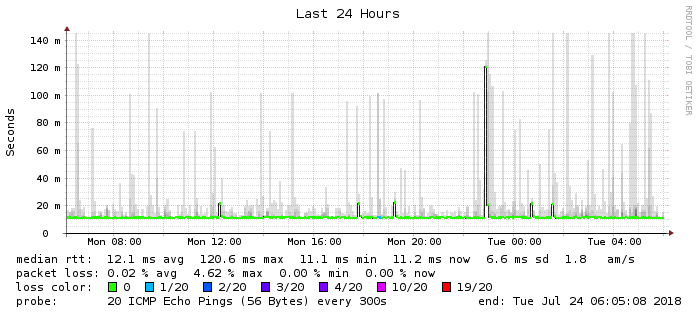 Last 24 Hours
RRDTOOL / TOBI OETIKER
Seconds
140 m
120 m
100 m
80 m
60 m
40 m
20 m
0
Mon 08:00 Mon 12:00 Mon 16:00 Mon 20:00 Tue 00:00 Tue 04:00
median rtt: 12.1 ms avg 120.6 ms max 11.1 ms min 11.2 ms now 6.6 ms sd 1.8 am/s
packet loss: 0.02 % avg 4.62 % max 0.00 % min 0.00 % now
loss color: 0 1/20 2/20 3/20 4/20 10/20 19/20
probe: 20 ICMP Echo Pings (56 Bytes) every 300s end: Tue Jul 24 06:05:08 2018